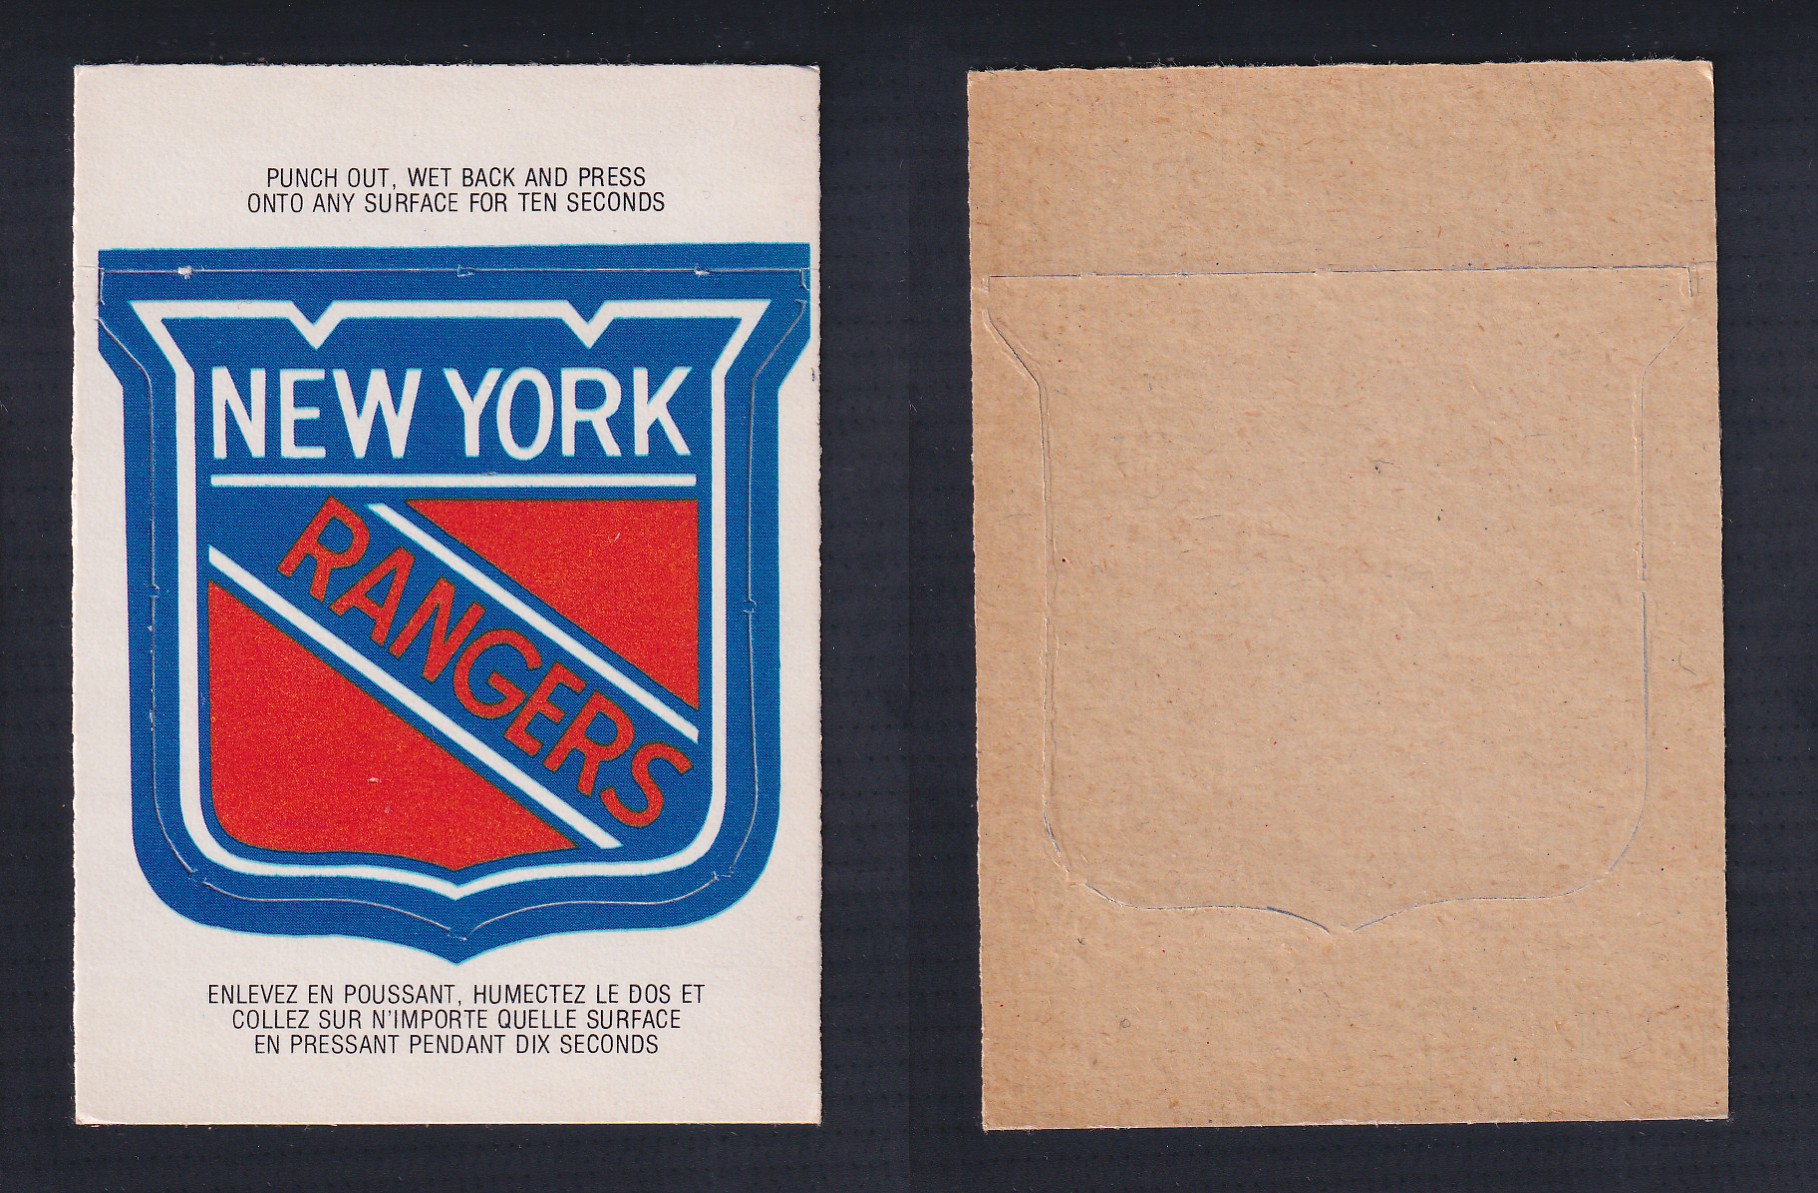 PUNCH OUT, WET BACK AND PRESS
ONTO ANY SURFACE FOR TEN SECONDS
NEW YORK
RANGERS
ENLEVEZ EN POUSSANT, HUMECTEZ LE DOS ET
COLLEZ SUR N'IMPORTE QUELLE SURFACE
EN PRESSANT PENDANT DIX SECONDS